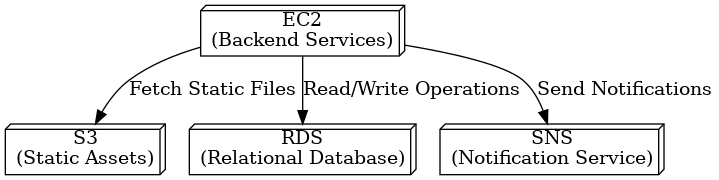 EC2
(Backend Services)
Fetch Static Files
Read/Write Operations
Send Notifications
S3
(Static Assets)
RDS
(Relational Database)
SNS
(Notification Service)